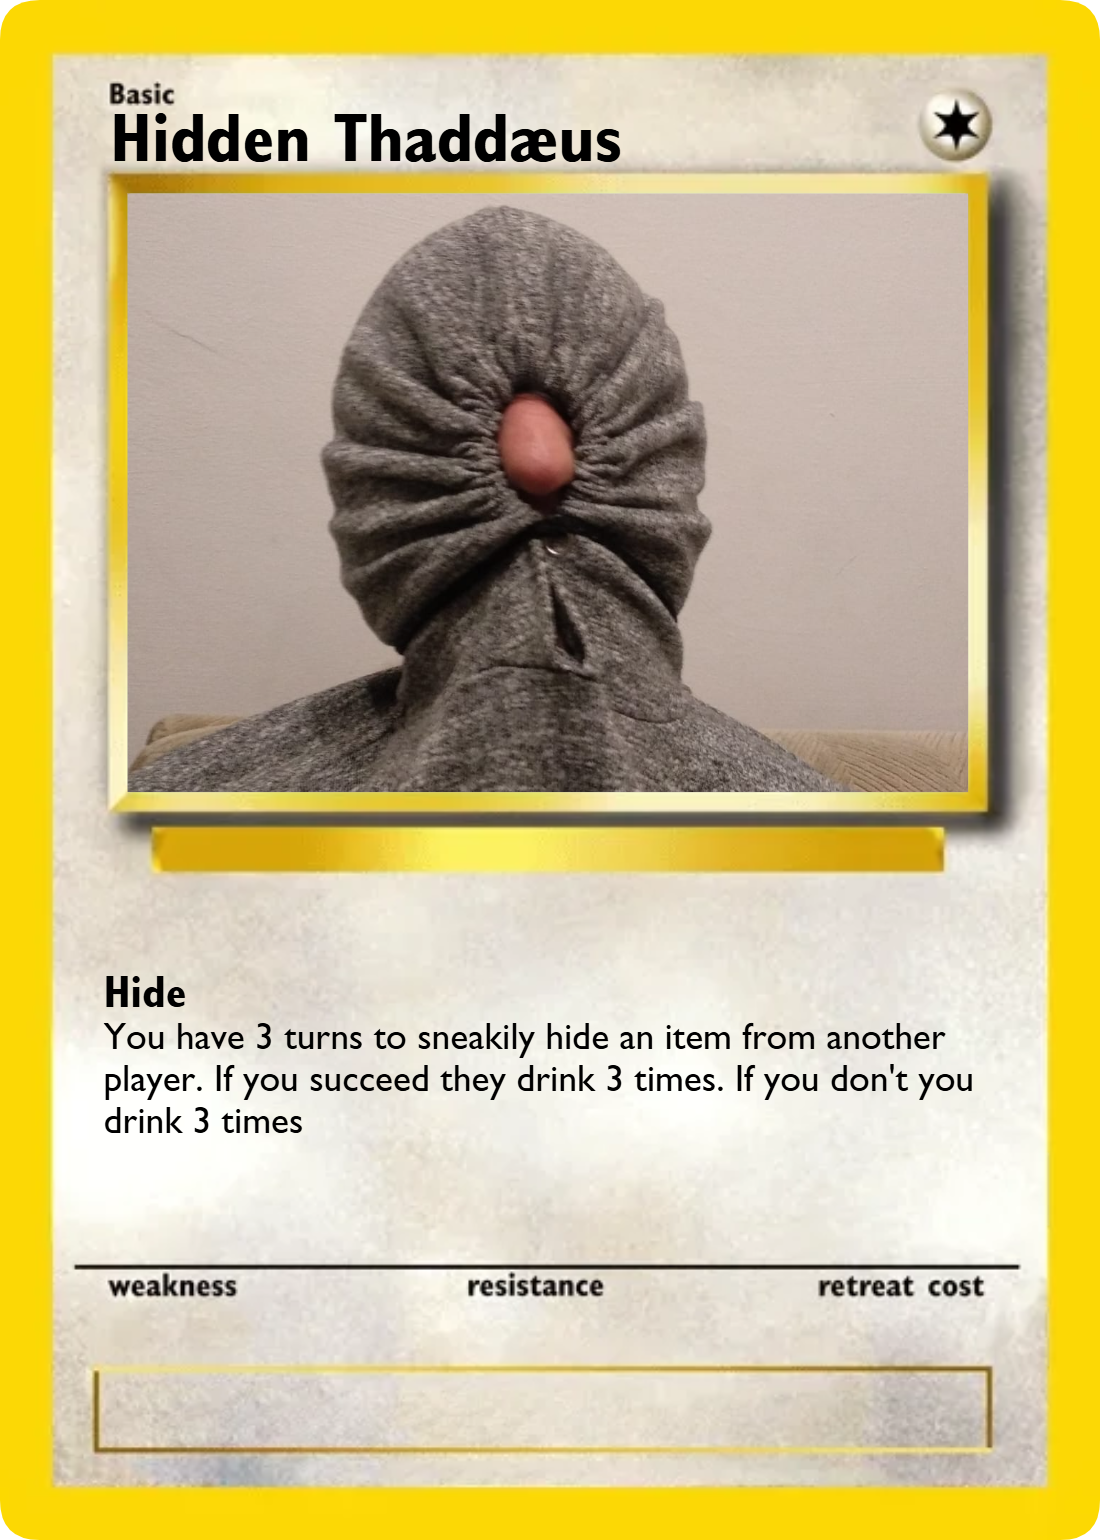 Basic
Hidden Thaddæus
Hide
You have 3 turns to sneakily hide an item from another
player. If you succeed they drink 3 times. If you don't you
drink 3 times
weakness resistance retreat cost